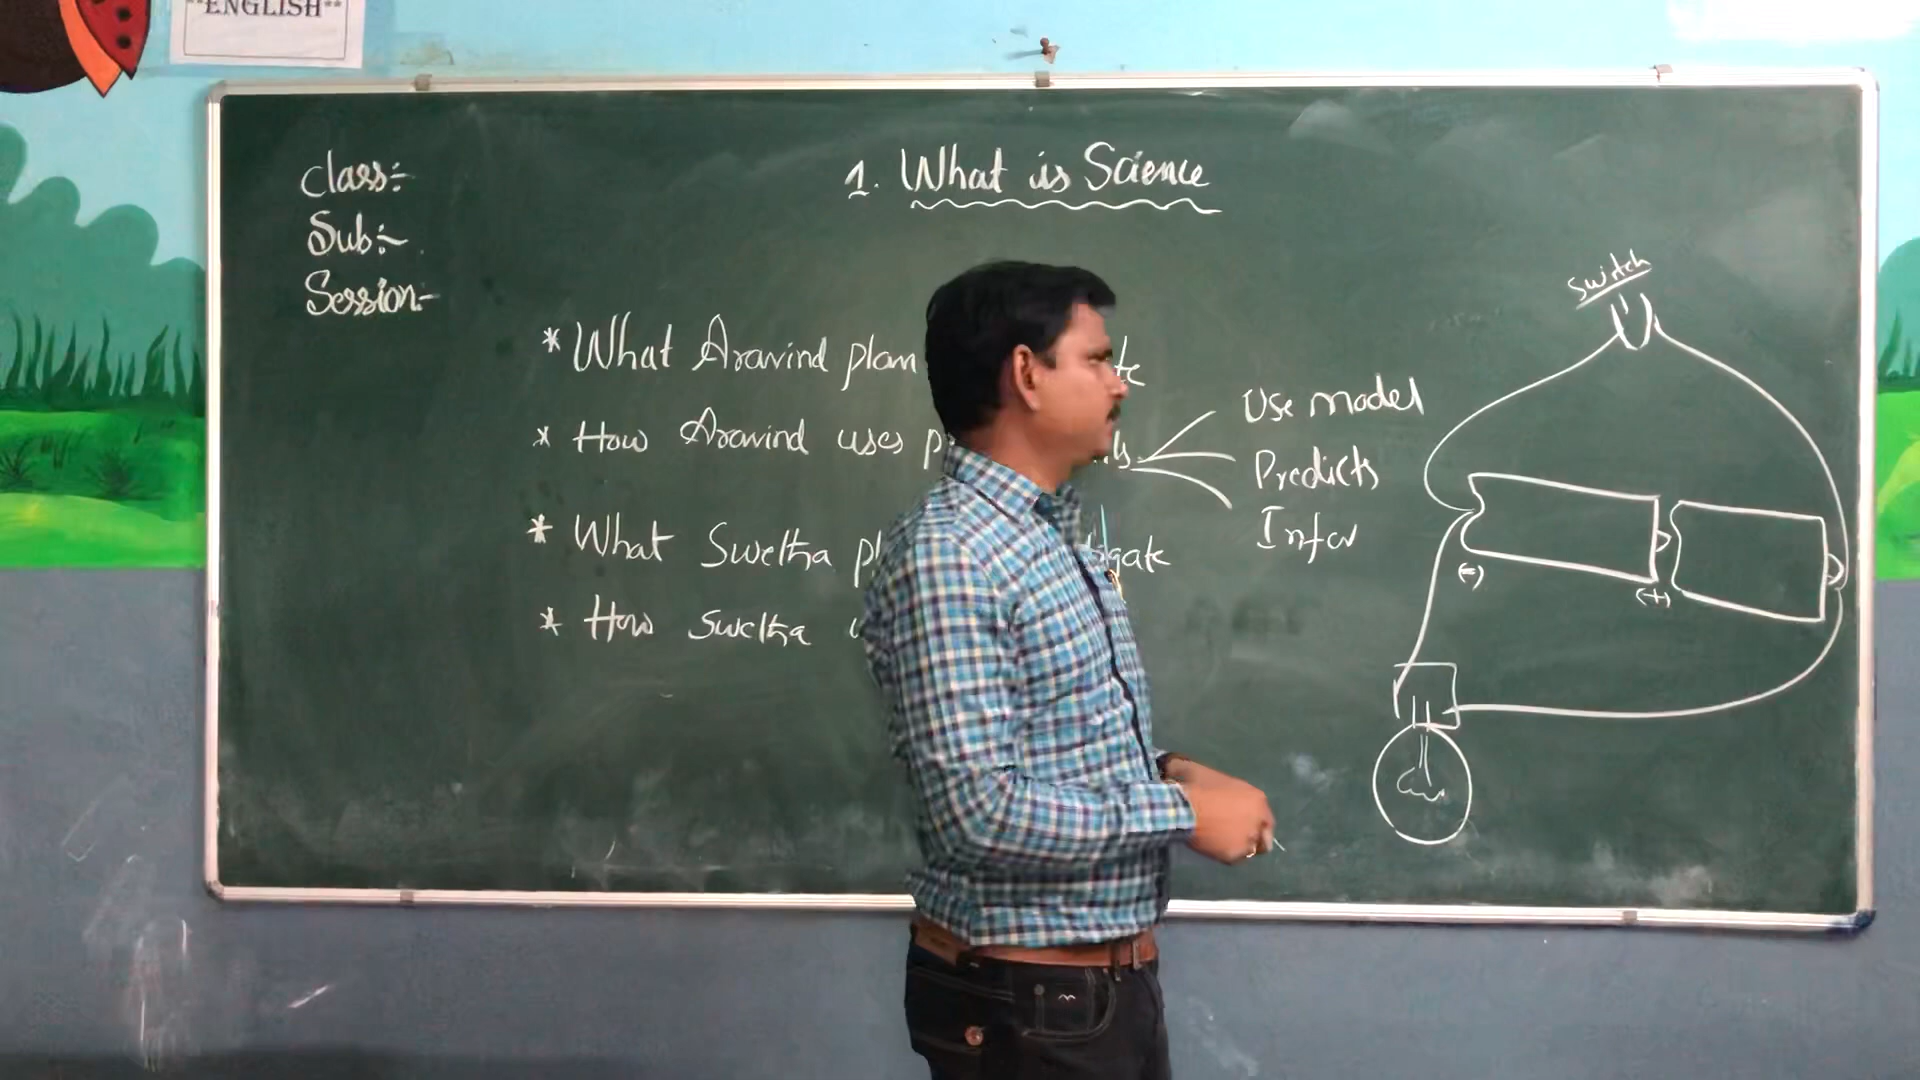 **ENGLISH**
Class:-
Sub:-
Session:-
1. What is Science
* What Aravind plan
* How Aravind uses
Use model
Predicts
Infer
* What Swetha
* How Swetha
Switch
(-)
(+)